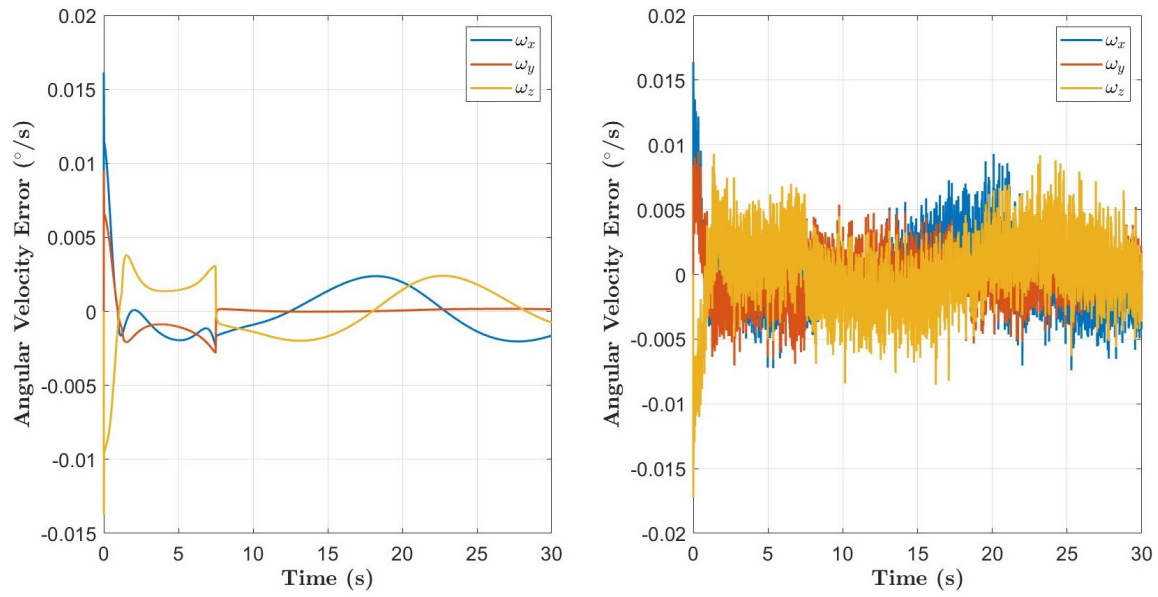 Angular Velocity Error (°/s)
0.02
0.015
0.01
0.005
0
-0.005
-0.01
-0.015
ωx
ωy
ωz
0 5 10 15 20 25 30
Time (s)
Angular Velocity Error (°/s)
0.02
0.015
0.01
0.005
0
-0.005
-0.01
-0.015
-0.02
ωx
ωy
ωz
0 5 10 15 20 25 30
Time (s)